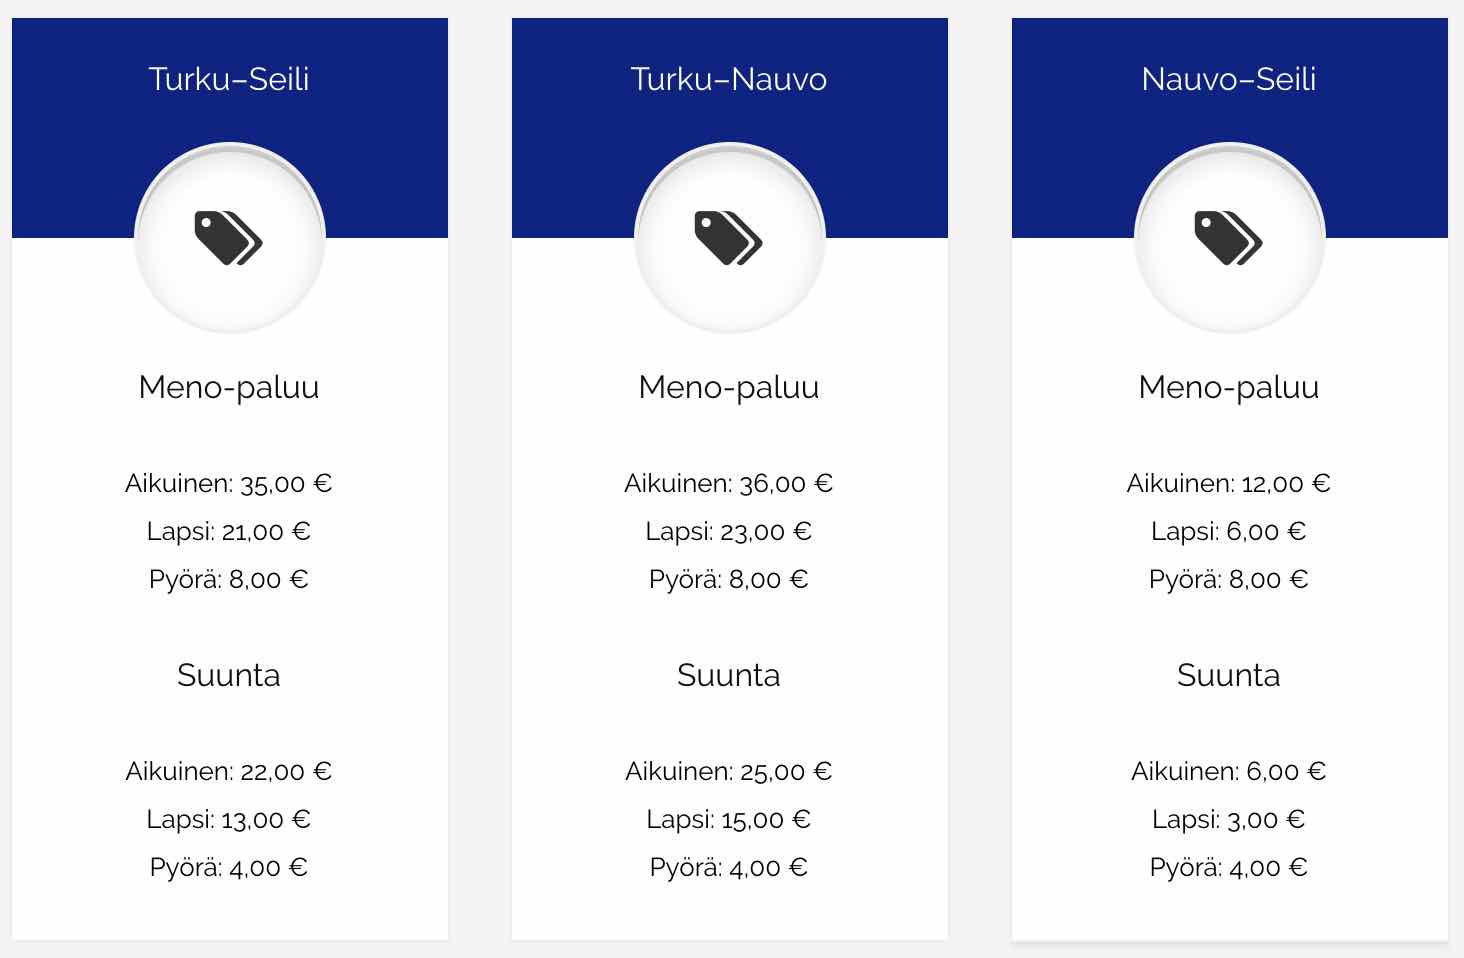 Turku–Seili
Meno-paluu
Aikuinen: 35,00 €
Lapsi: 21,00 €
Pyörä: 8,00 €
Suunta
Aikuinen: 22,00 €
Lapsi: 13,00 €
Pyörä: 4,00 €
Turku–Nauvo
Meno-paluu
Aikuinen: 36,00 €
Lapsi: 23,00 €
Pyörä: 8,00 €
Suunta
Aikuinen: 25,00 €
Lapsi: 15,00 €
Pyörä: 4,00 €
Nauvo–Seili
Meno-paluu
Aikuinen: 12,00 €
Lapsi: 6,00 €
Pyörä: 8,00 €
Suunta
Aikuinen: 6,00 €
Lapsi: 3,00 €
Pyörä: 4,00 €